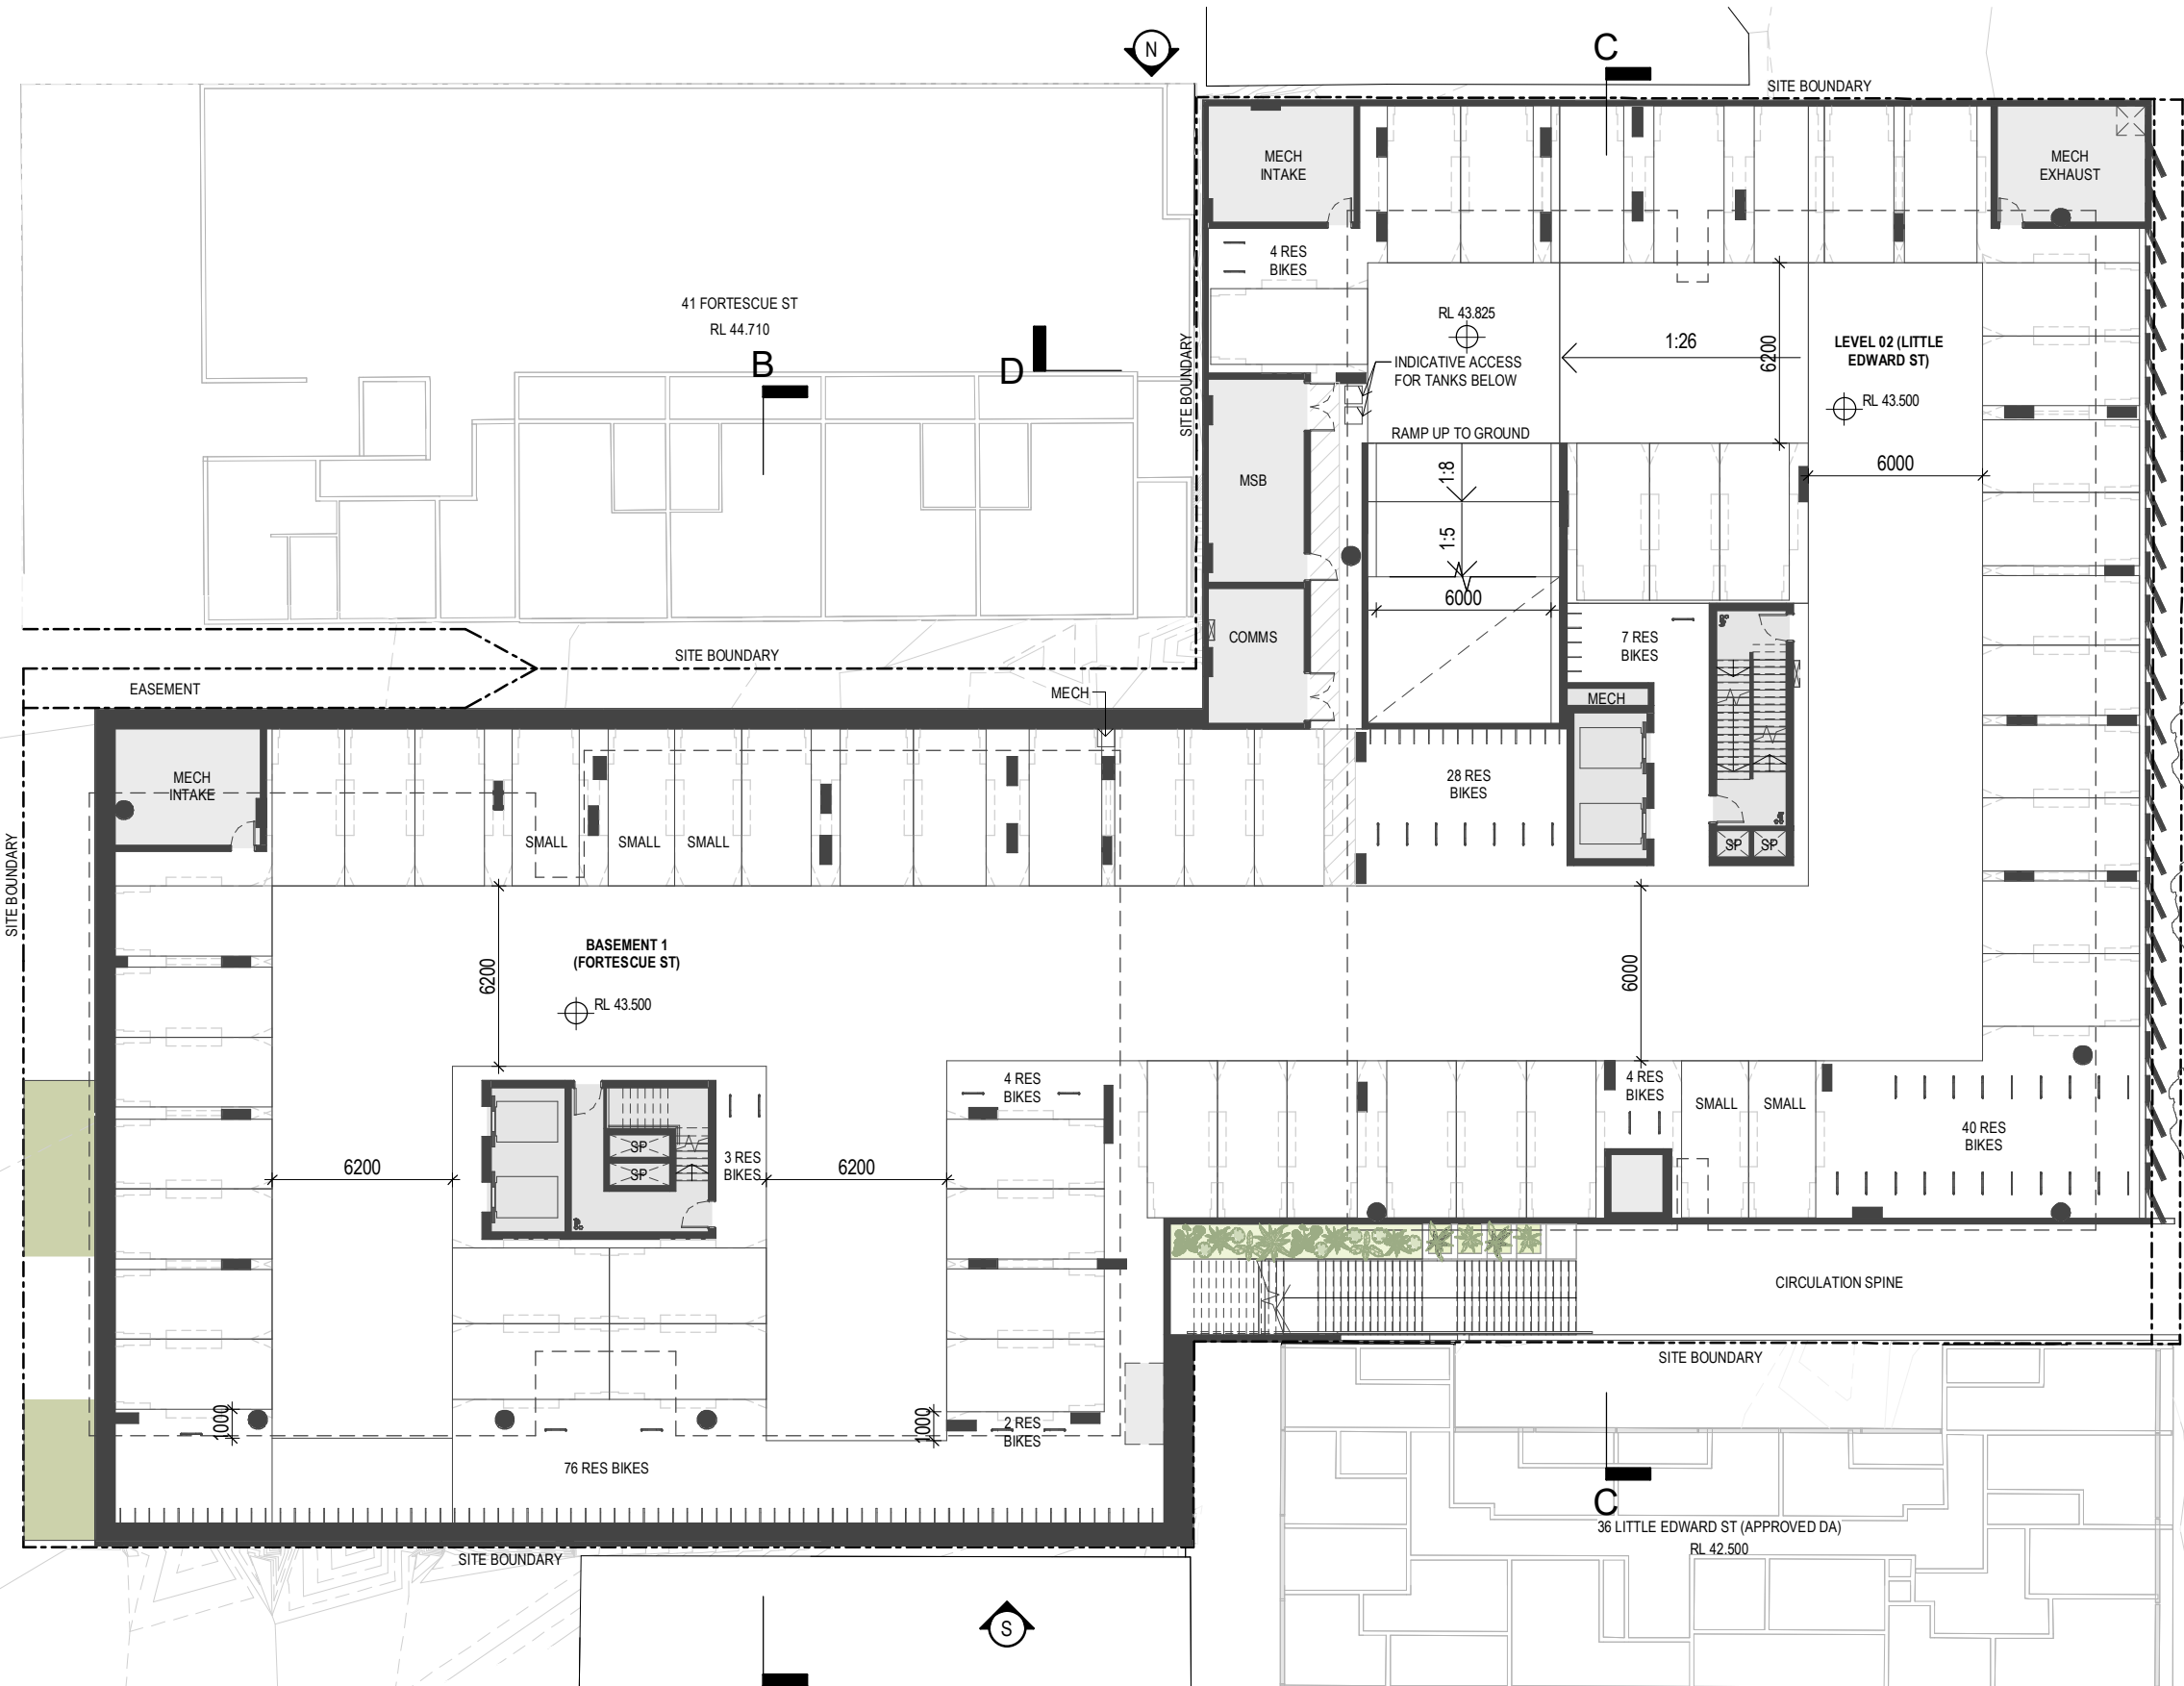 N
C
SITE BOUNDARY
MECH
INTAKE
MECH
EXHAUST
4 RES
BIKES
41 FORTESCUE ST
RL 44.710
B
D
SITE BOUNDARY
RL 43.825
INDICATIVE ACCESS
FOR TANKS BELOW
1:26
6200
LEVEL 02 (LITTLE
EDWARD ST)
RL 43.500
RAMP UP TO GROUND
1:8
MSB
6000
1:5
6000
COMMS
7 RES
BIKES
SITE BOUNDARY
EASEMENT
MECH
MECH
MECH
INTAKE
28 RES
BIKES
SMALL
SMALL
SMALL
SP
SP
SITE BOUNDARY
BASEMENT 1
(FORTESCUE ST)
6200
RL 43.500
6000
4 RES
BIKES
4 RES
BIKES
SMALL
SMALL
40 RES
BIKES
SP
SP
3 RES
BIKES
6200
6200
CIRCULATION SPINE
SITE BOUNDARY
1000
1000
2 RES
BIKES
76 RES BIKES
C
36 LITTLE EDWARD ST (APPROVED DA)
RL 42.500
SITE BOUNDARY
S